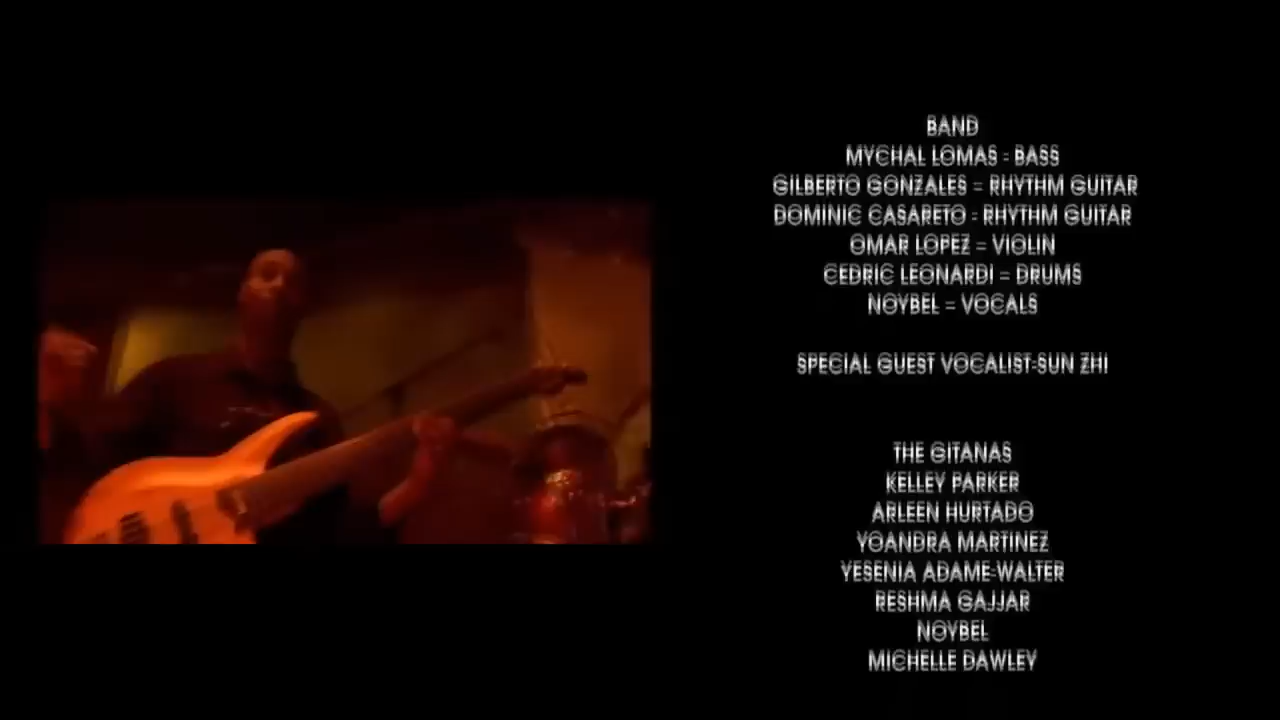 BAND
MYCHAL LOMAS - BASS
GILBERTO GONZALES - RHYTHM GUITAR
DOMINIC CASARETO - RHYTHM GUITAR
OMAR LOPEZ - VIOLIN
CEDRIC LEONARDI - DRUMS
NOYBEL - VOCALS
SPECIAL GUEST VOCALIST-SUN ZHI
THE GITANAS
KELLEY PARKER
ARLEEN HURTADO
YOANDRA MARTINEZ
YESENIA ADAME-WALTER
RESHMA GAJJAR
NOYBEL
MICHELLE DAWLEY